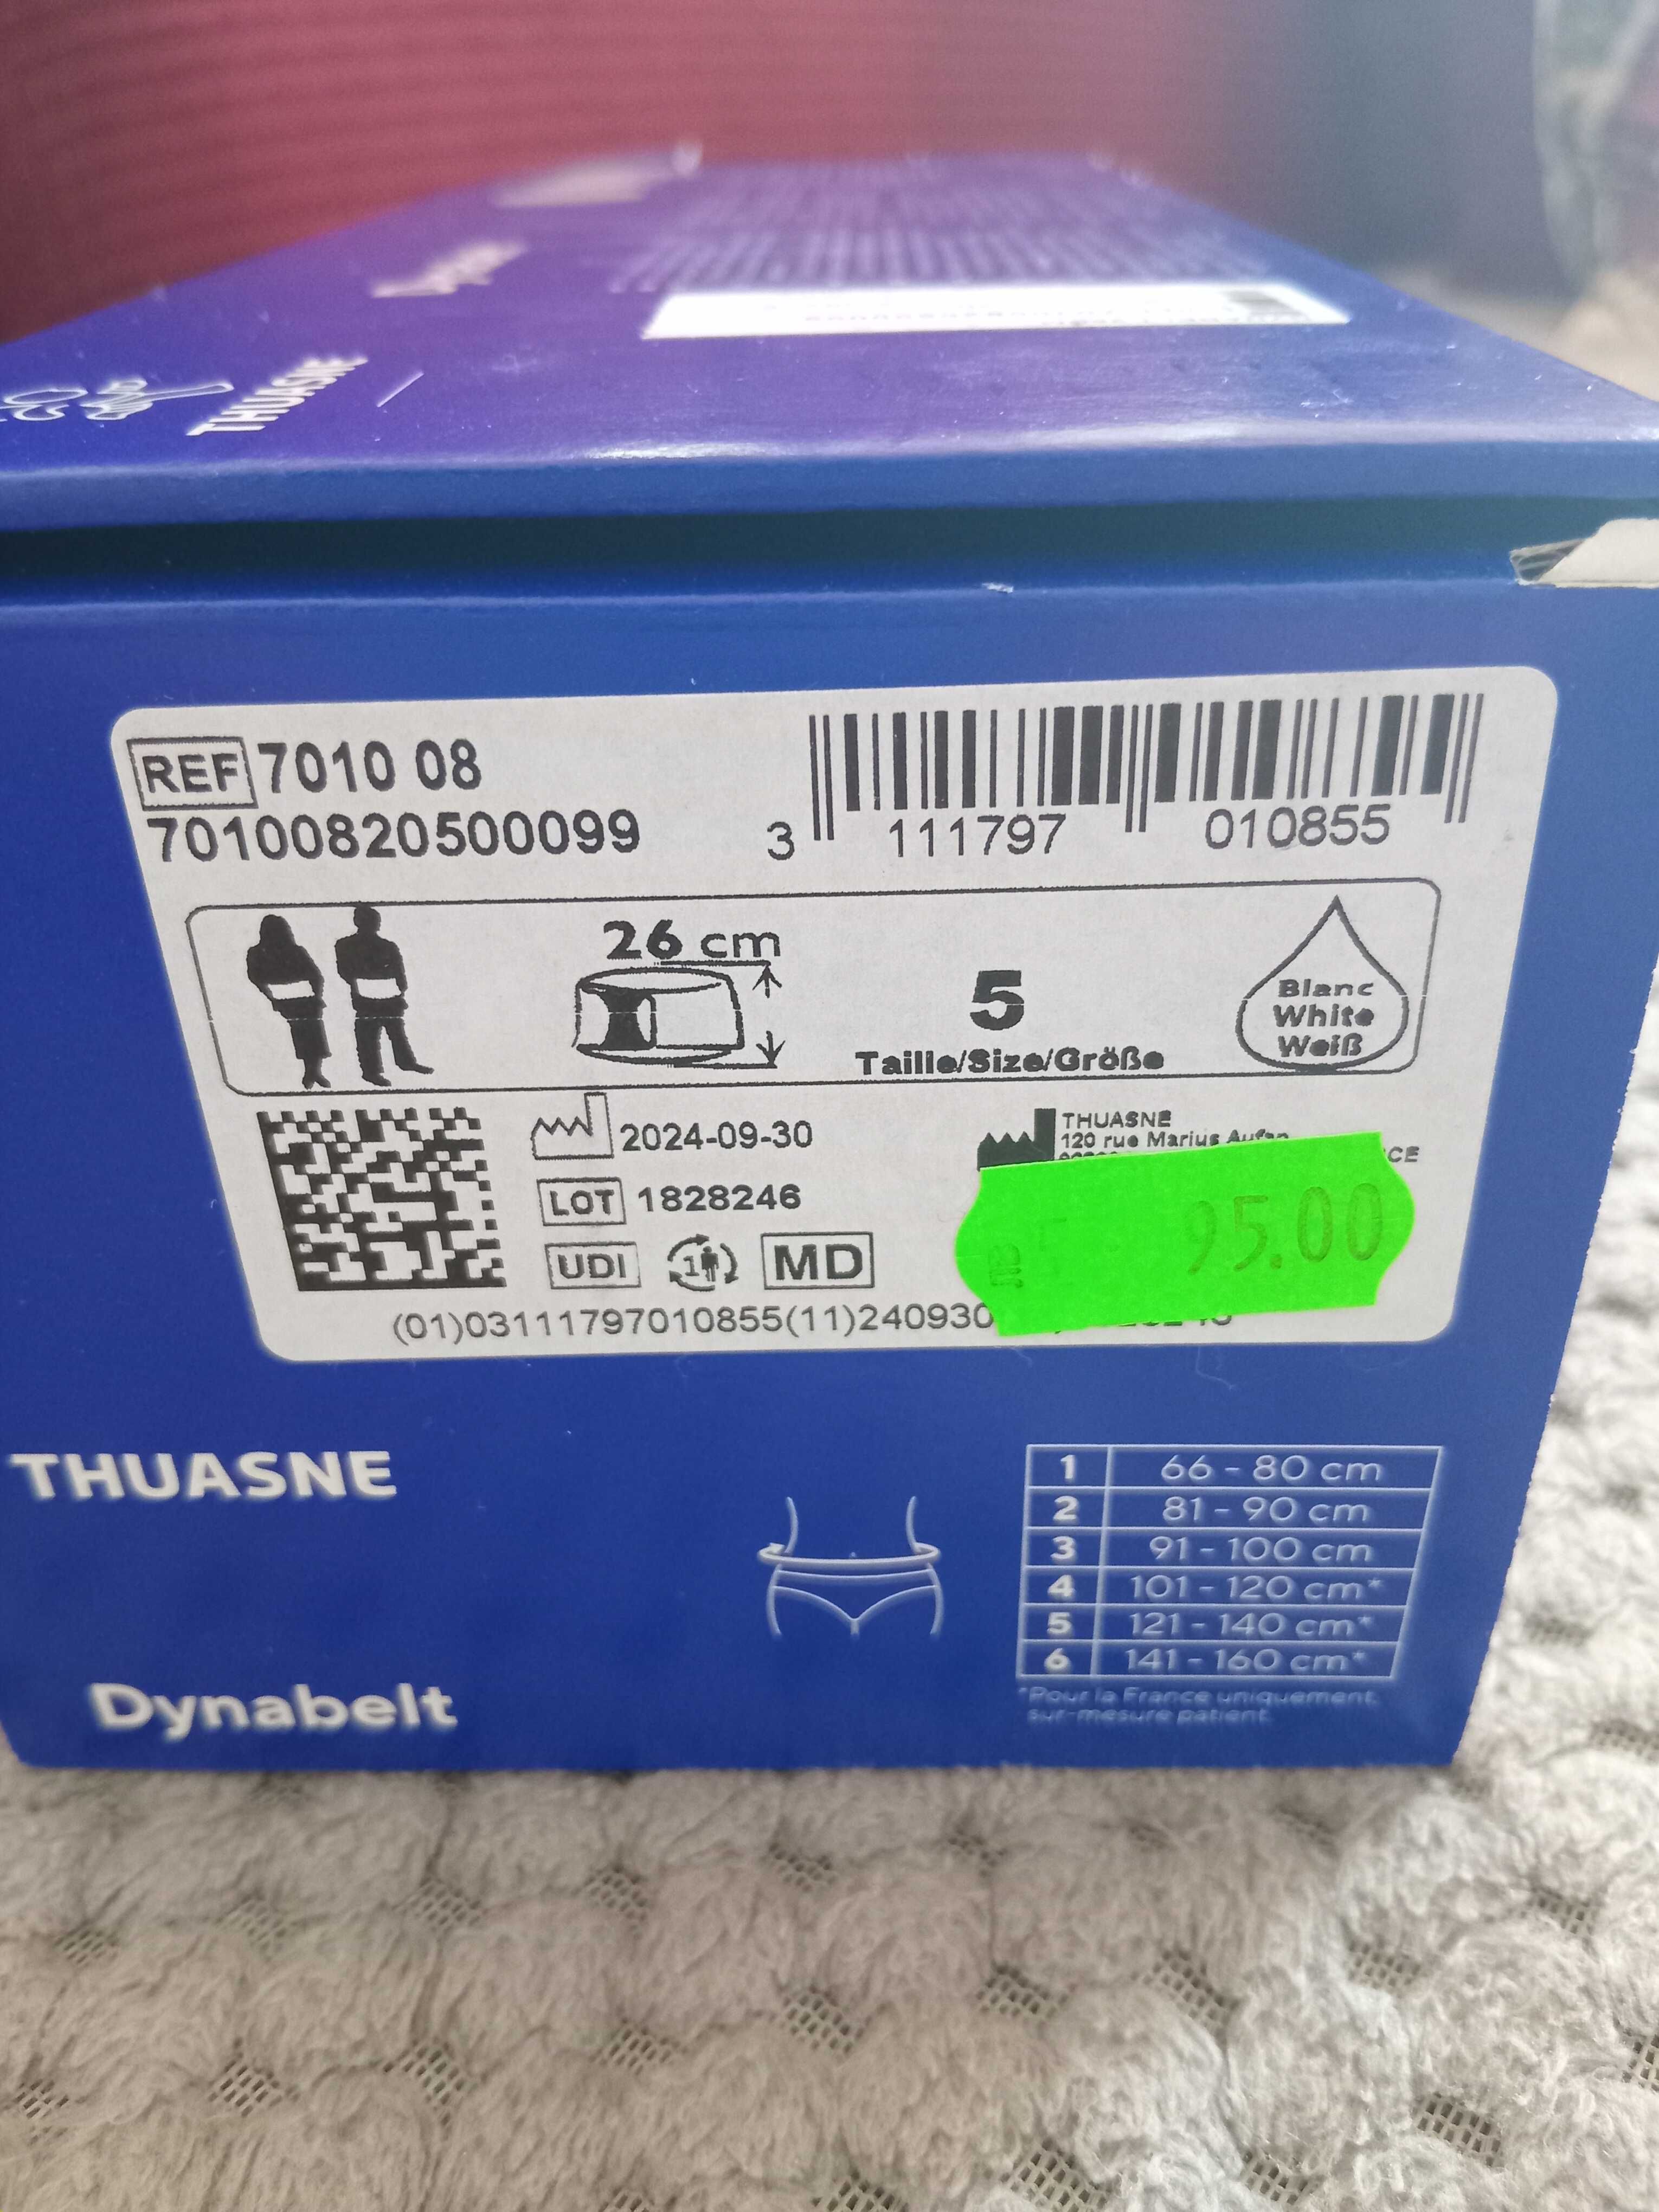 THUASNE
REF 7010 08
70100820500099
3 111797 010855
26 cm
5
Taille/Size/Größe
Blanc
White
Weiß
2024-09-30
THUASNE
120 rue Marius
LOT 1828246
95.00
UDI 1 MD
(01)03111797010855(11)240930
THUASNE
Dynabelt
1 66 - 80 cm
2 81 - 90 cm
3 91 - 100 cm
4 101 - 120 cm*
5 121 - 140 cm*
6 141 - 160 cm*
*Pour la France uniquement,
sur-mesure patient.